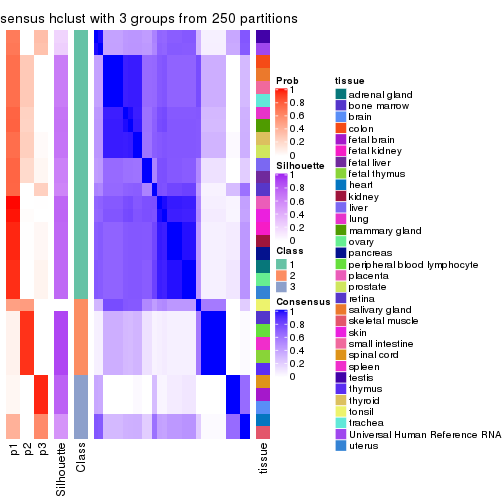 sensus hclust with 3 groups from 250 partitions
Prob
1
0.8
0.6
0.4
0.2
0
Silhouette
1
0.8
0.6
0.4
0.2
0
Class
1
2
3
Consensus
1
0.8
0.6
0.4
0.2
0
tissue
adrenal gland
bone marrow
brain
colon
fetal brain
fetal kidney
fetal liver
fetal thymus
heart
kidney
liver
lung
mammary gland
ovary
pancreas
peripheral blood lymphocyte
placenta
prostate
retina
salivary gland
skeletal muscle
skin
small intestine
spinal cord
spleen
testis
thymus
thyroid
tonsil
trachea
Universal Human Reference RNA
uterus
p1
p2
p3
Silhouette
Class
tissue